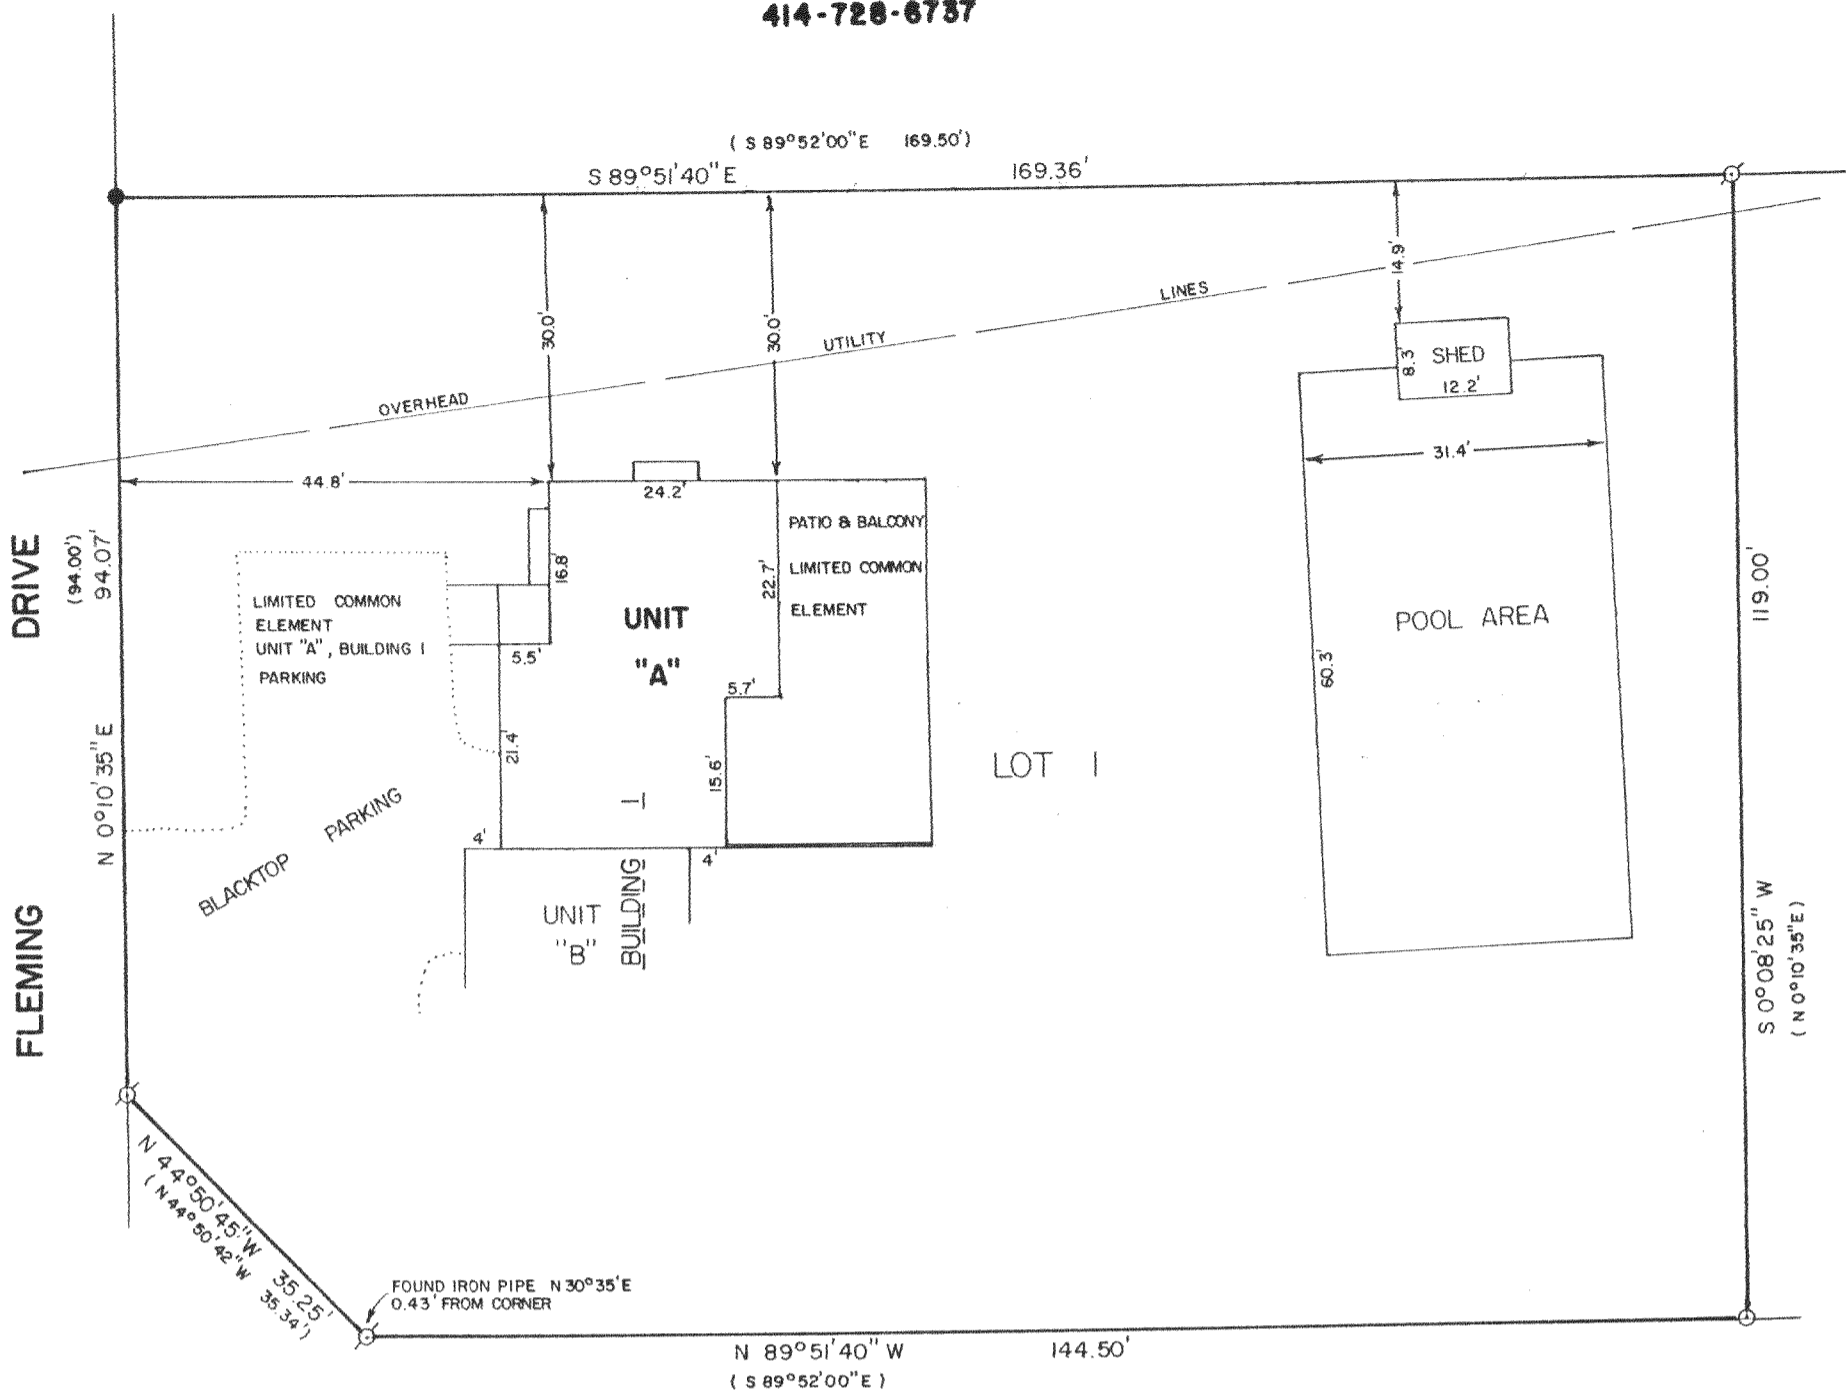 414-728-6737
( S 89°52'00"E 169.50')
S 89°51'40" E 169.36'
14.9'
LINES
30.0'
30.0'
UTILITY
SHED
8.3'
12.2'
OVERHEAD
31.4'
44.8'
24.2'
PATIO & BALCONY
LIMITED COMMON
ELEMENT
22.7'
16.8'
DRIVE
(94.00')
94.07'
LIMITED COMMON
ELEMENT
UNIT "A", BUILDING 1
PARKING
UNIT
"A"
5.5'
5.7'
POOL AREA
60.3'
119.00'
N 0°10'35" E
21.4'
15.6'
LOT 1
BLACKTOP PARKING
4'
4'
UNIT
"B"
BUILDING 1
FLEMING
S 0°08'25" W
( N 0°10'35"E )
N 44°50'45"W 35.25'
( N 44°50'42"W 35.34')
FOUND IRON PIPE N 30°35'E
0.43' FROM CORNER
N 89°51'40" W 144.50'
( S 89°52'00"E )